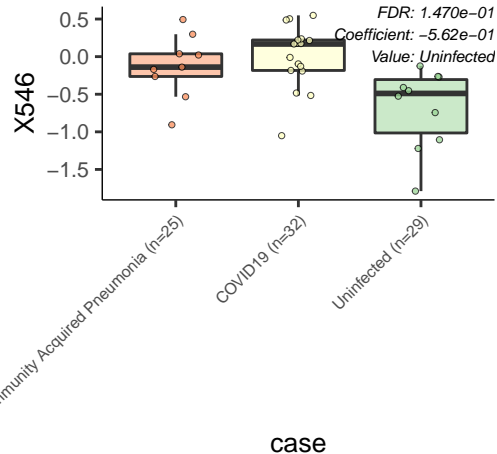 FDR: 1.470e−01
Coefficient: −5.62e−01
Value: Uninfected
0.5
0.0
−0.5
−1.0
−1.5
X546
Acquired Pneumonia (n=25)
COVID19 (n=32)
Uninfected (n=29)
case